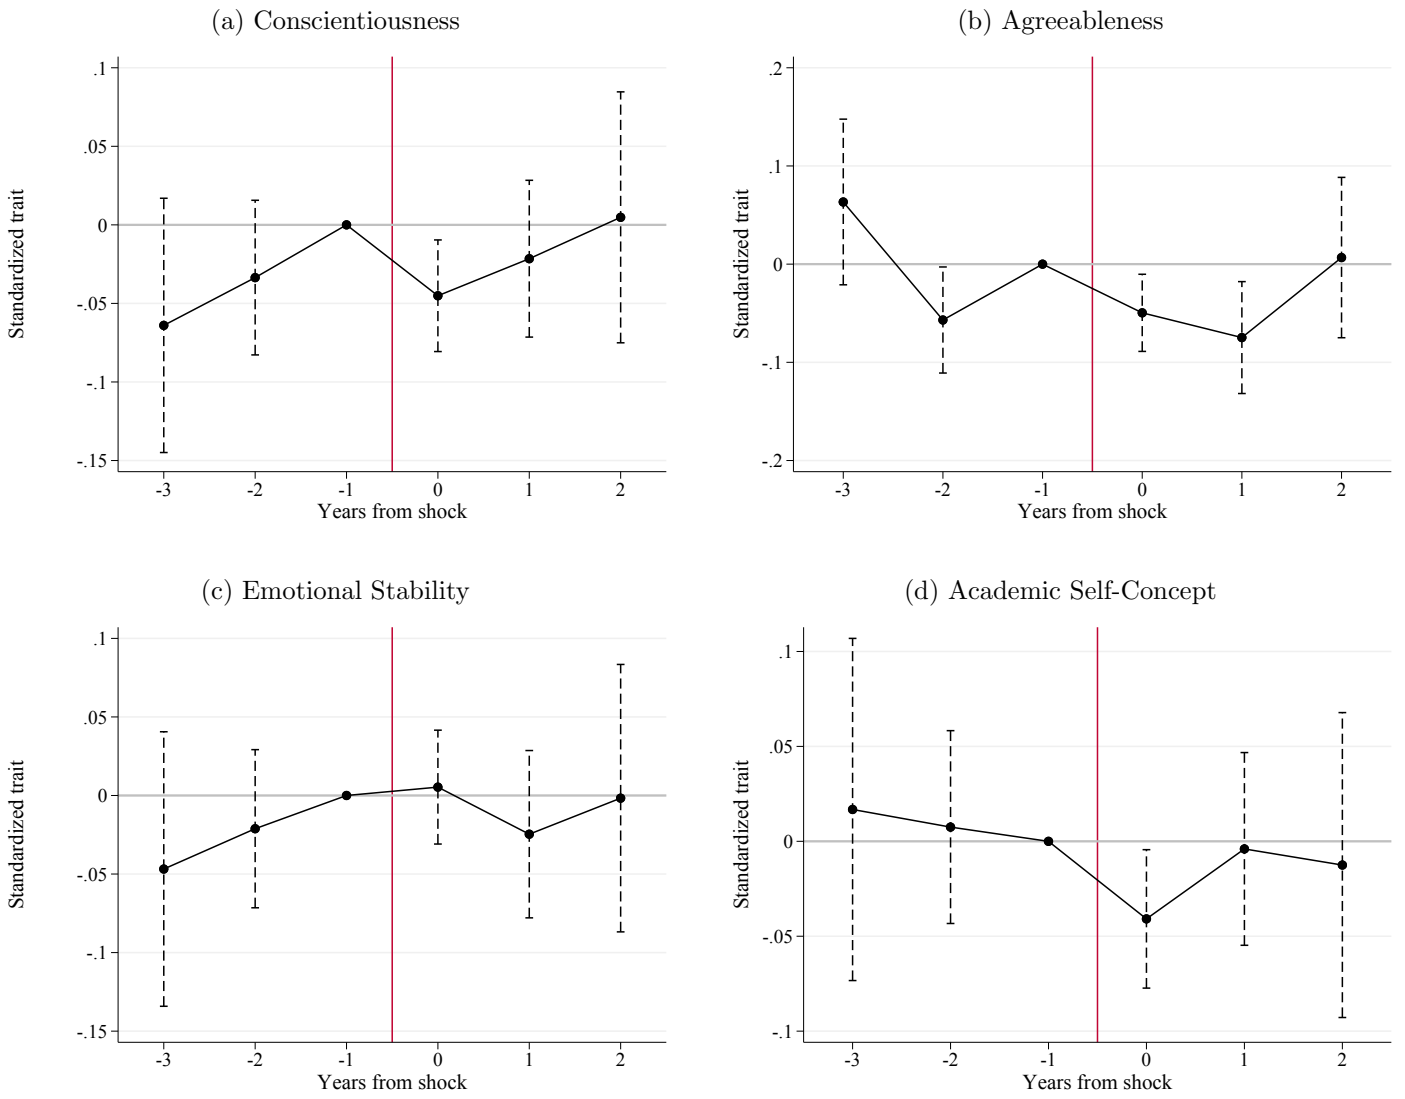 (a) Conscientiousness
.1
.05
0
-.05
-.1
-.15
Standardized trait
-3 -2 -1 0 1 2
Years from shock
(b) Agreeableness
.2
.1
0
-.1
-.2
Standardized trait
-3 -2 -1 0 1 2
Years from shock
(c) Emotional Stability
.1
.05
0
-.05
-.1
-.15
Standardized trait
-3 -2 -1 0 1 2
Years from shock
(d) Academic Self-Concept
.1
.05
0
-.05
-.1
Standardized trait
-3 -2 -1 0 1 2
Years from shock